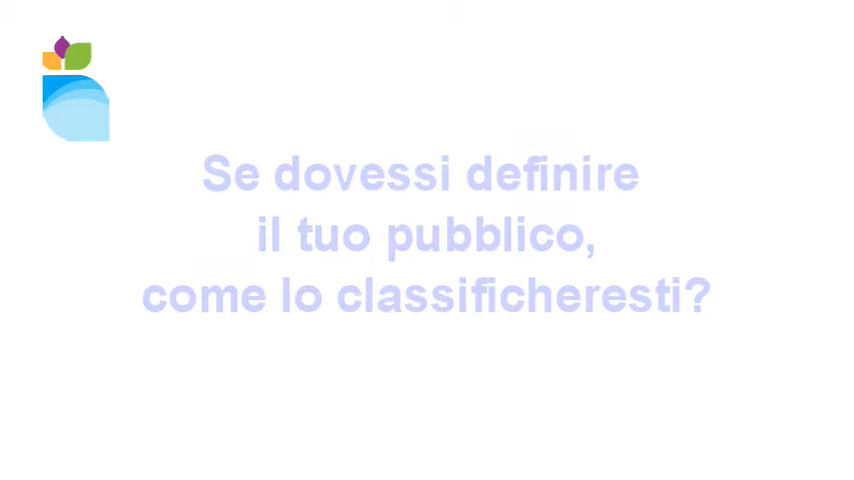 Se dovessi definire
il tuo pubblico,
come lo classificheresti?